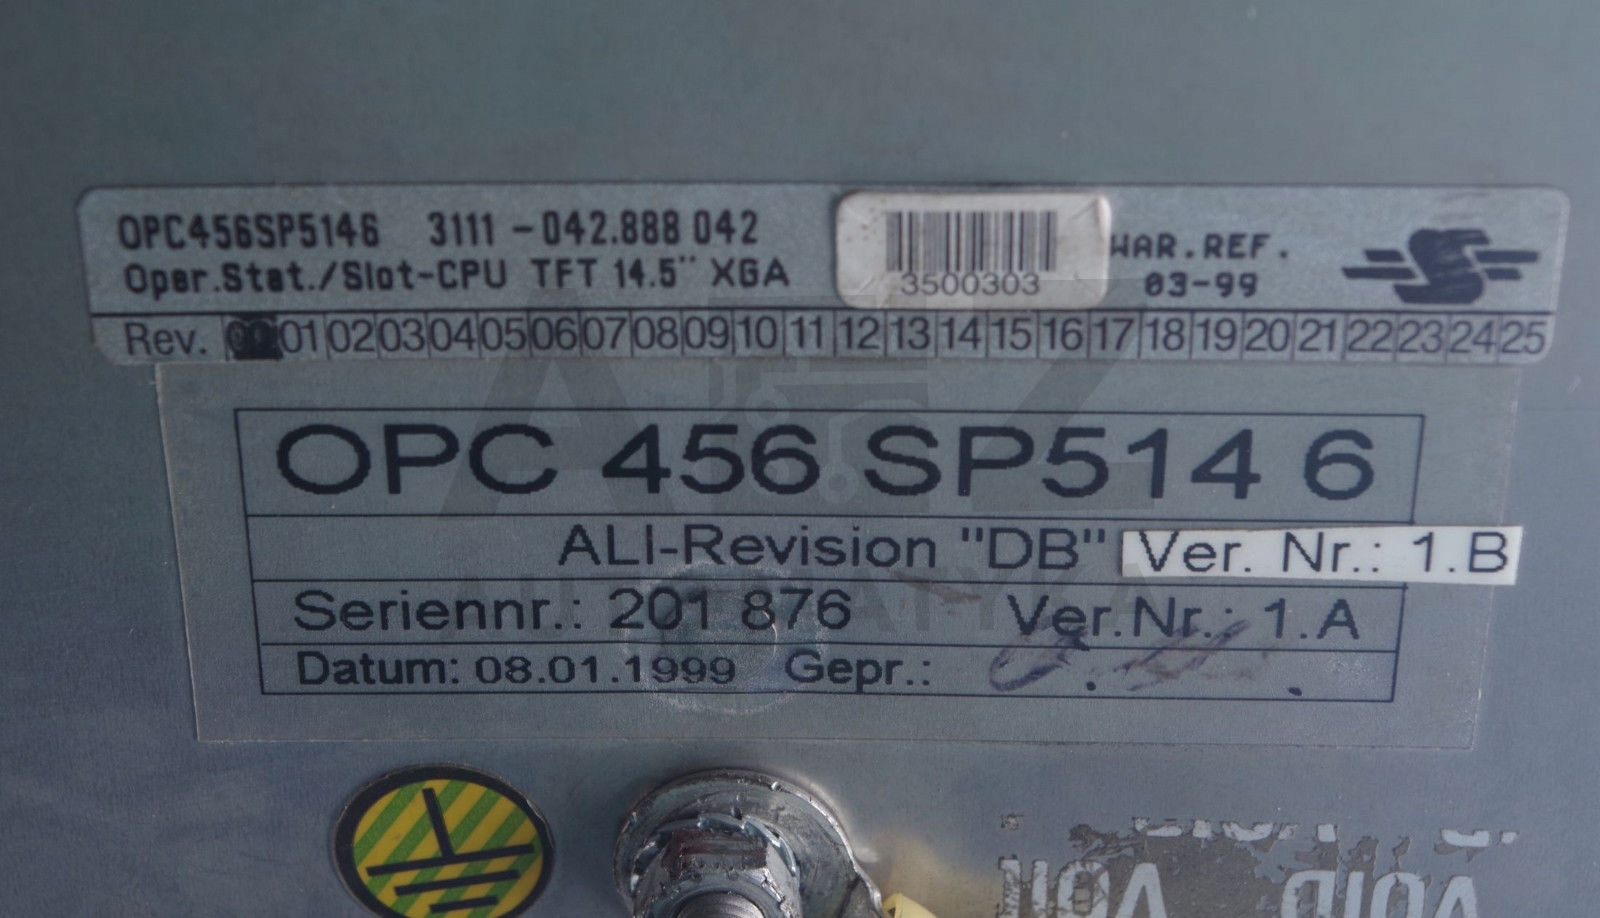 OPC456SP5146 3111-042.888 042
Oper.Stat./Slot-CPU TFT 14.5" XGA
3500303
WAR.REF.
03-99
Rev. 00 01 02 03 04 05 06 07 08 09 10 11 12 13 14 15 16 17 18 19 20 21 22 23 24 25
OPC 456 SP514 6
ALI-Revision "DB" Ver. Nr.: 1.B
Seriennr.: 201 876 Ver.Nr.: 1.A
Datum: 08.01.1999 Gepr.:
VOID VOID